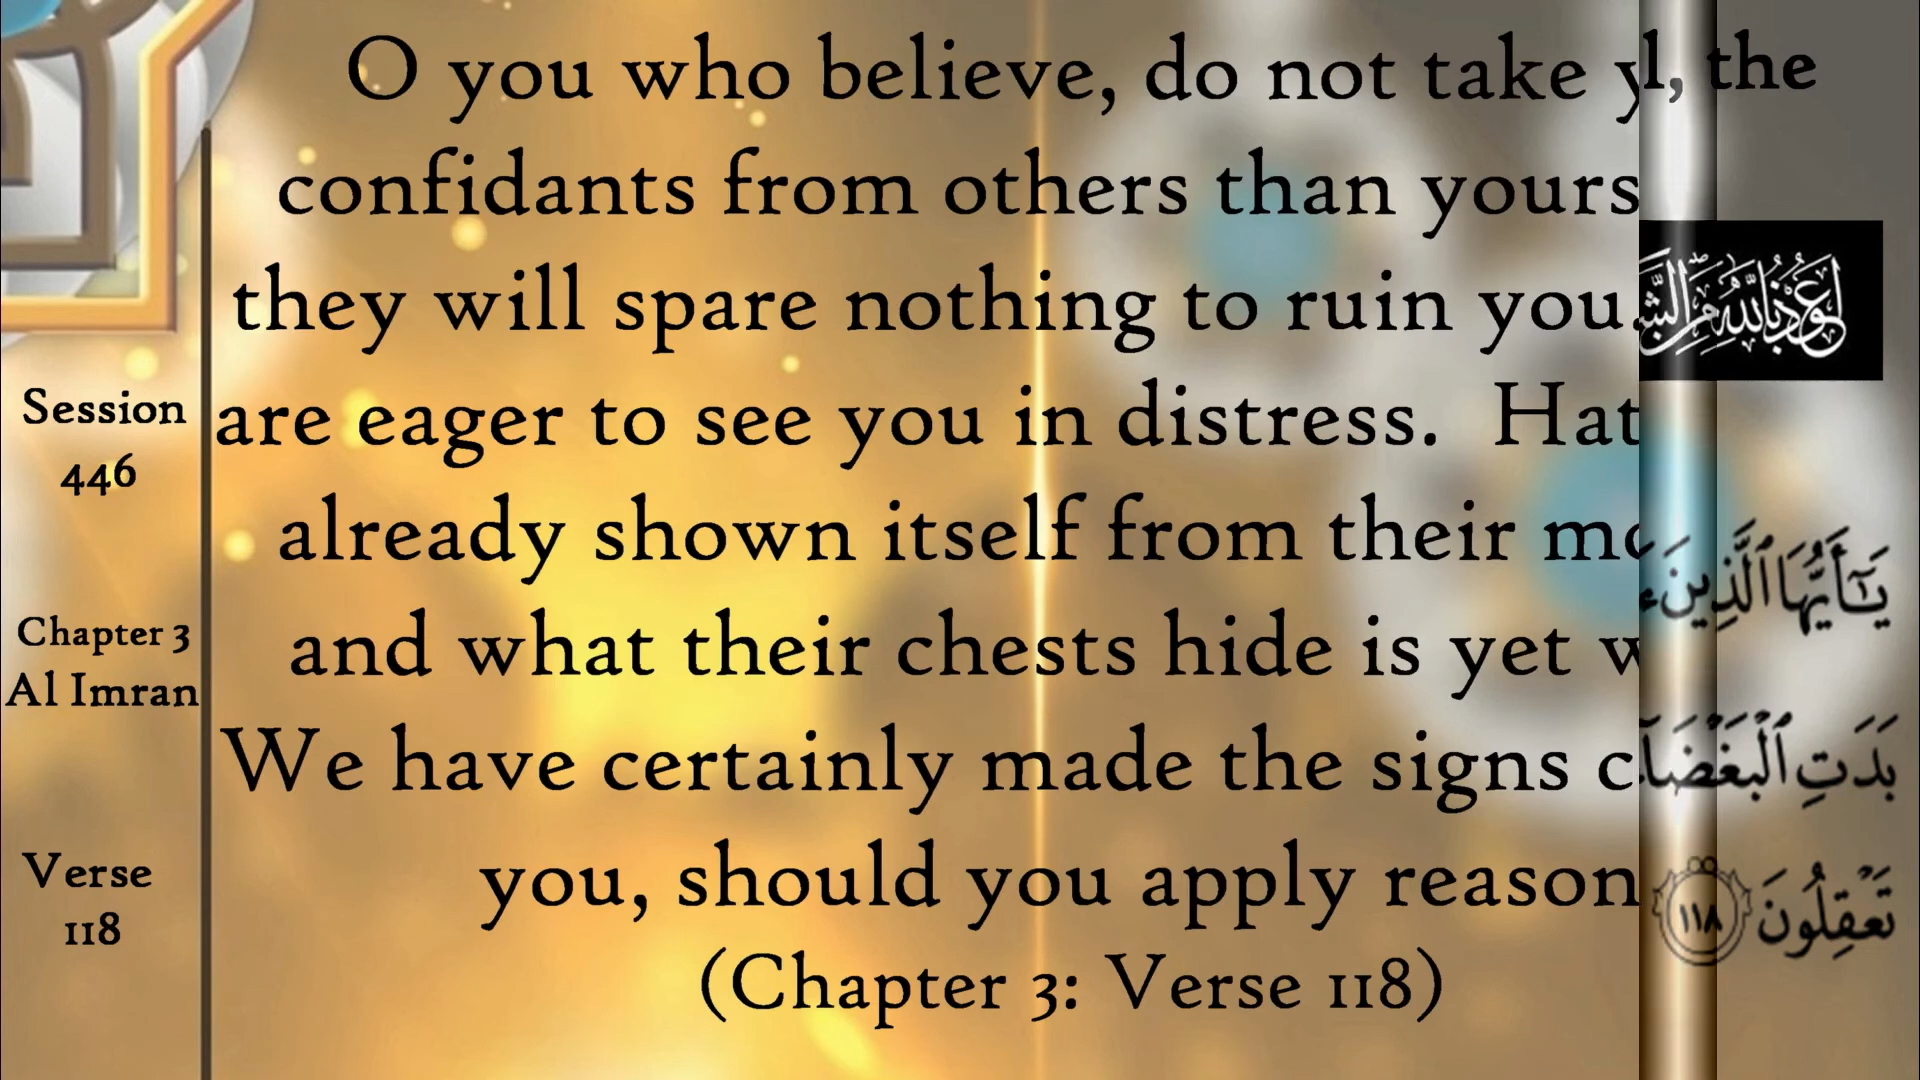 O you who believe, do not take
confidants from others than yours
they will spare nothing to ruin you.
are eager to see you in distress. Hat
already shown itself from their
and what their chests hide is yet
We have certainly made the signs
you, should you apply reason
(Chapter 3: Verse 118)
Session
446
Chapter 3
Al Imran
Verse
118
l, the
يَـٰٓأَيُّهَا ٱلَّذِينَ
بَدَتِ ٱلْبَغْضَآ
تَعْقِلُونَ ١١٨